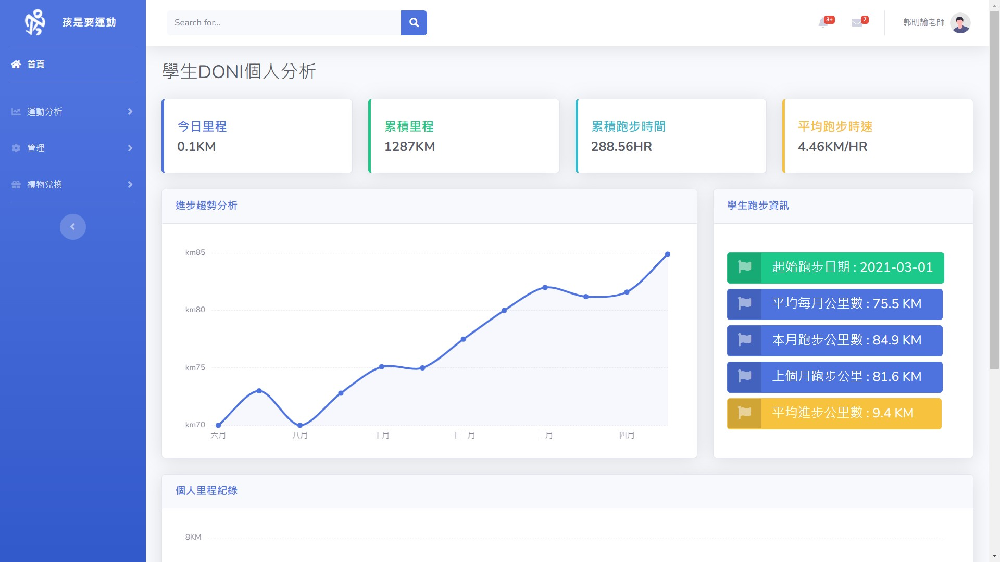 孩是要運動
Search for...
3+
7
郭明諭老師
首頁
運動分析
管理
禮物兌換
學生DONI個人分析
今日里程
0.1KM
累積里程
1287KM
累積跑步時間
288.56HR
平均跑步時速
4.46KM/HR
進步趨勢分析
km85
km80
km75
km70
六月
八月
十月
十二月
二月
四月
學生跑步資訊
起始跑步日期 : 2021-03-01
平均每月公里數 : 75.5 KM
本月跑步公里數 : 84.9 KM
上個月跑步公里 : 81.6 KM
平均進步公里數 : 9.4 KM
個人里程紀錄
8KM